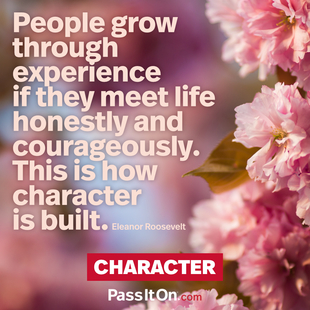 People grow
through
experience
if they meet life
honestly and
courageously.
This is how
character
is built. Eleanor Roosevelt
CHARACTER
PassItOn.com